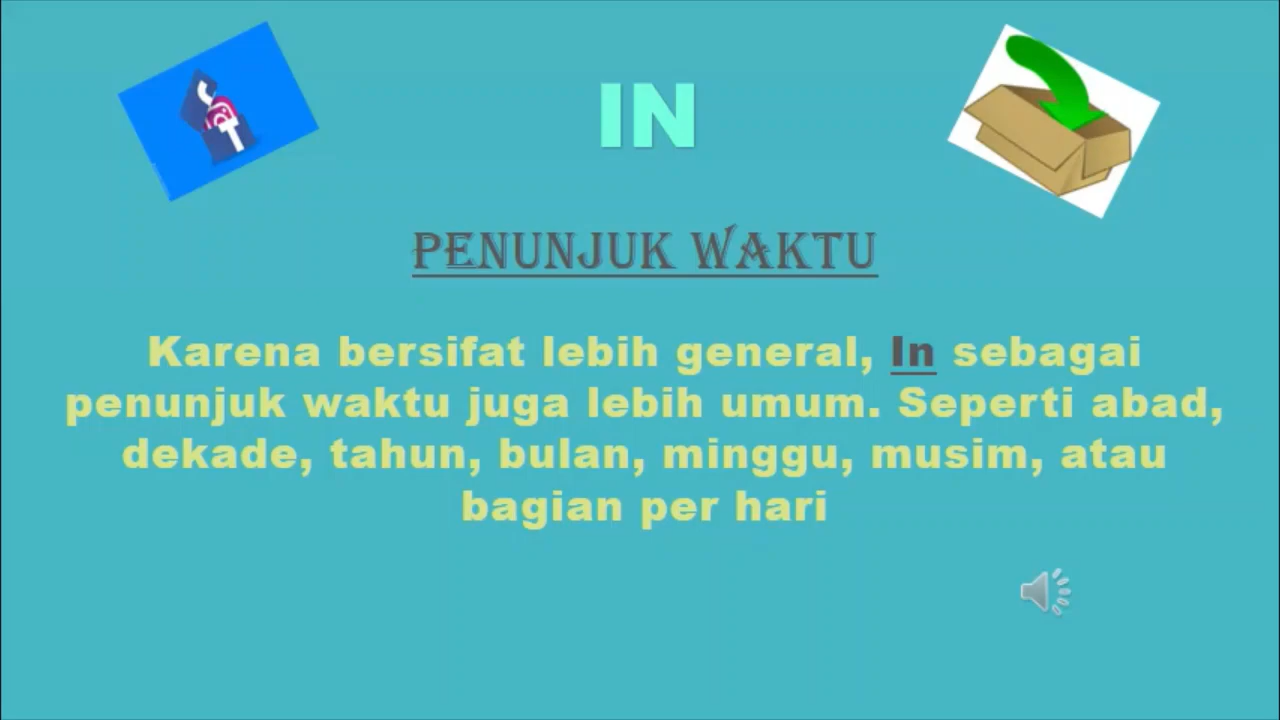 IN
PENUNJUK WAKTU
Karena bersifat lebih general, In sebagai
penunjuk waktu juga lebih umum. Seperti abad,
dekade, tahun, bulan, minggu, musim, atau
bagian per hari